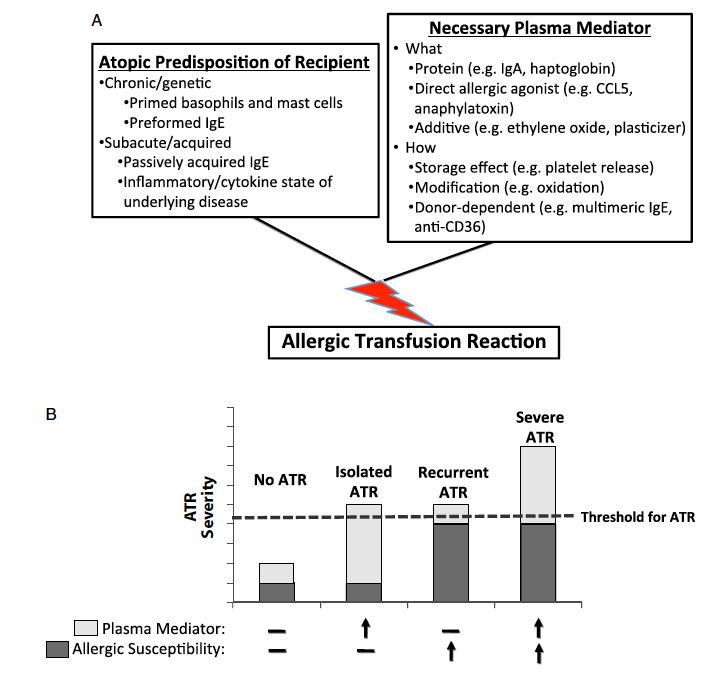 A
Atopic Predisposition of Recipient
•Chronic/genetic
•Primed basophils and mast cells
•Preformed IgE
•Subacute/acquired
•Passively acquired IgE
•Inflammatory/cytokine state of
underlying disease
Necessary Plasma Mediator
• What
•Protein (e.g. IgA, haptoglobin)
•Direct allergic agonist (e.g. CCL5,
anaphylatoxin)
•Additive (e.g. ethylene oxide, plasticizer)
• How
•Storage effect (e.g. platelet release)
•Modification (e.g. oxidation)
•Donor-dependent (e.g. multimeric IgE,
anti-CD36)
Allergic Transfusion Reaction
B
ATR
Severity
No ATR
Isolated
ATR
Recurrent
ATR
Severe
ATR
Threshold for ATR
Plasma Mediator: – ↑ – ↑
Allergic Susceptibility: – – ↑ ↑